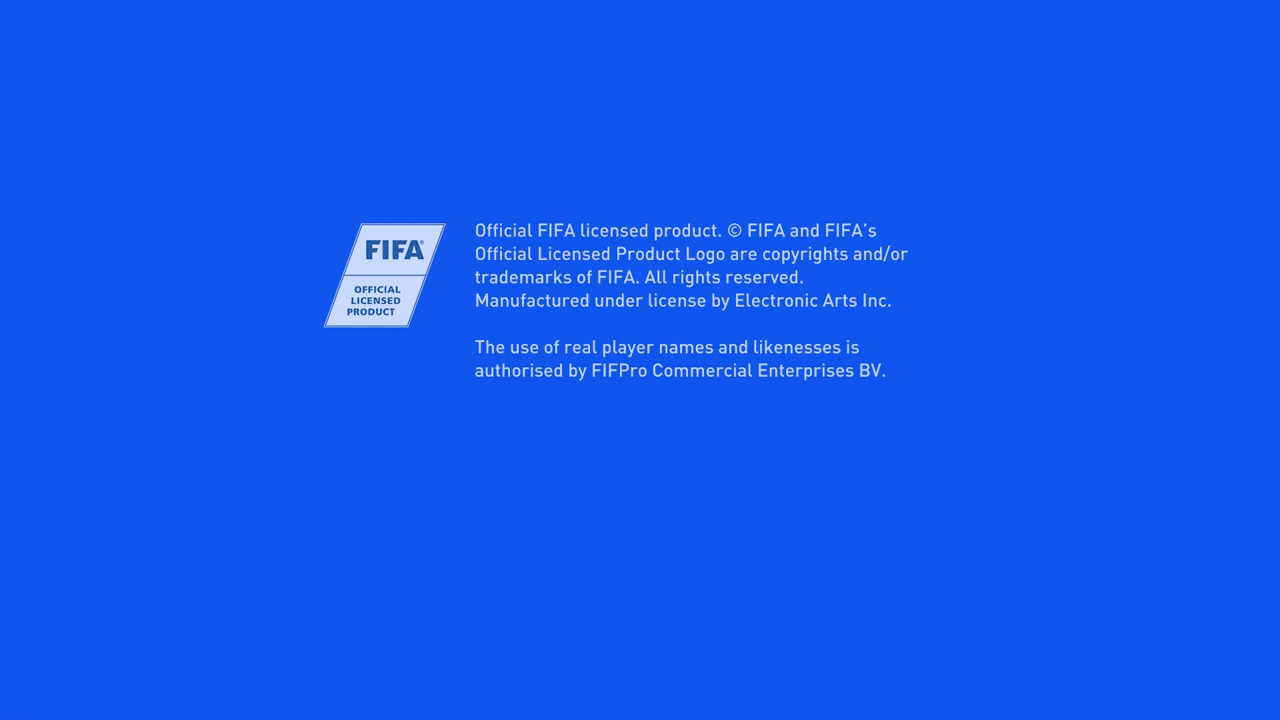 FIFA®
OFFICIAL
LICENSED
PRODUCT
Official FIFA licensed product. © FIFA and FIFA's
Official Licensed Product Logo are copyrights and/or
trademarks of FIFA. All rights reserved.
Manufactured under license by Electronic Arts Inc.
The use of real player names and likenesses is
authorised by FIFPro Commercial Enterprises BV.